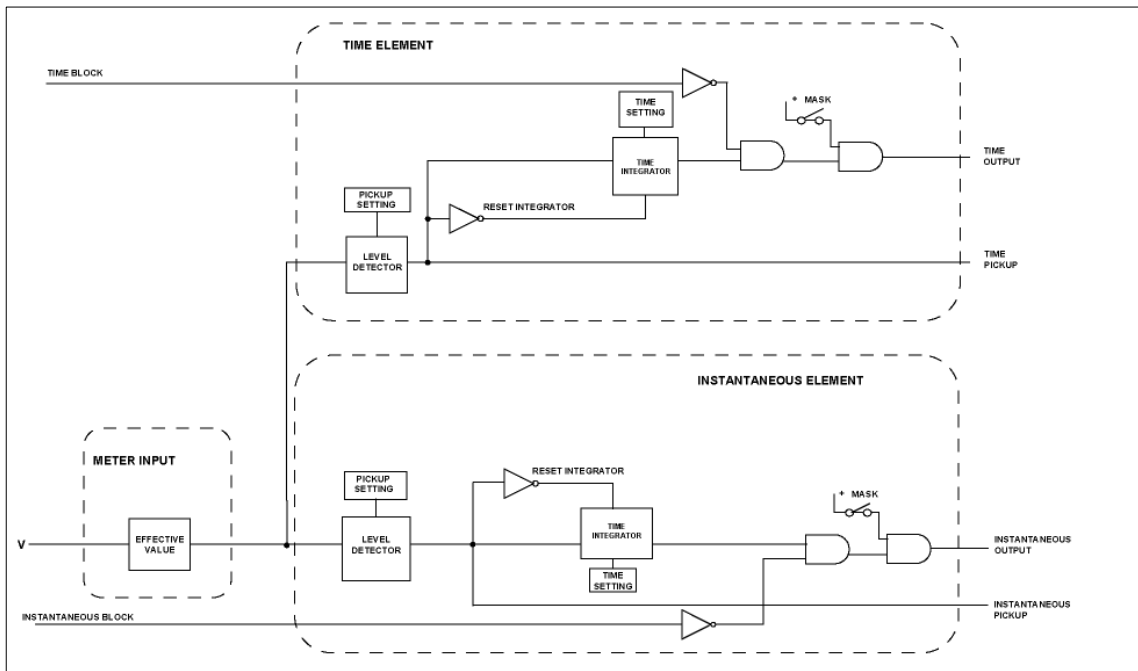 TIME ELEMENT
TIME BLOCK
TIME
SETTING
+ MASK
TIME
INTEGRATOR
TIME
OUTPUT
PICKUP
SETTING
RESET INTEGRATOR
LEVEL
DETECTOR
TIME
PICKUP
INSTANTANEOUS ELEMENT
METER INPUT
PICKUP
SETTING
RESET INTEGRATOR
+ MASK
V
EFFECTIVE
VALUE
LEVEL
DETECTOR
TIME
INTEGRATOR
TIME
SETTING
INSTANTANEOUS
OUTPUT
INSTANTANEOUS
PICKUP
INSTANTANEOUS BLOCK